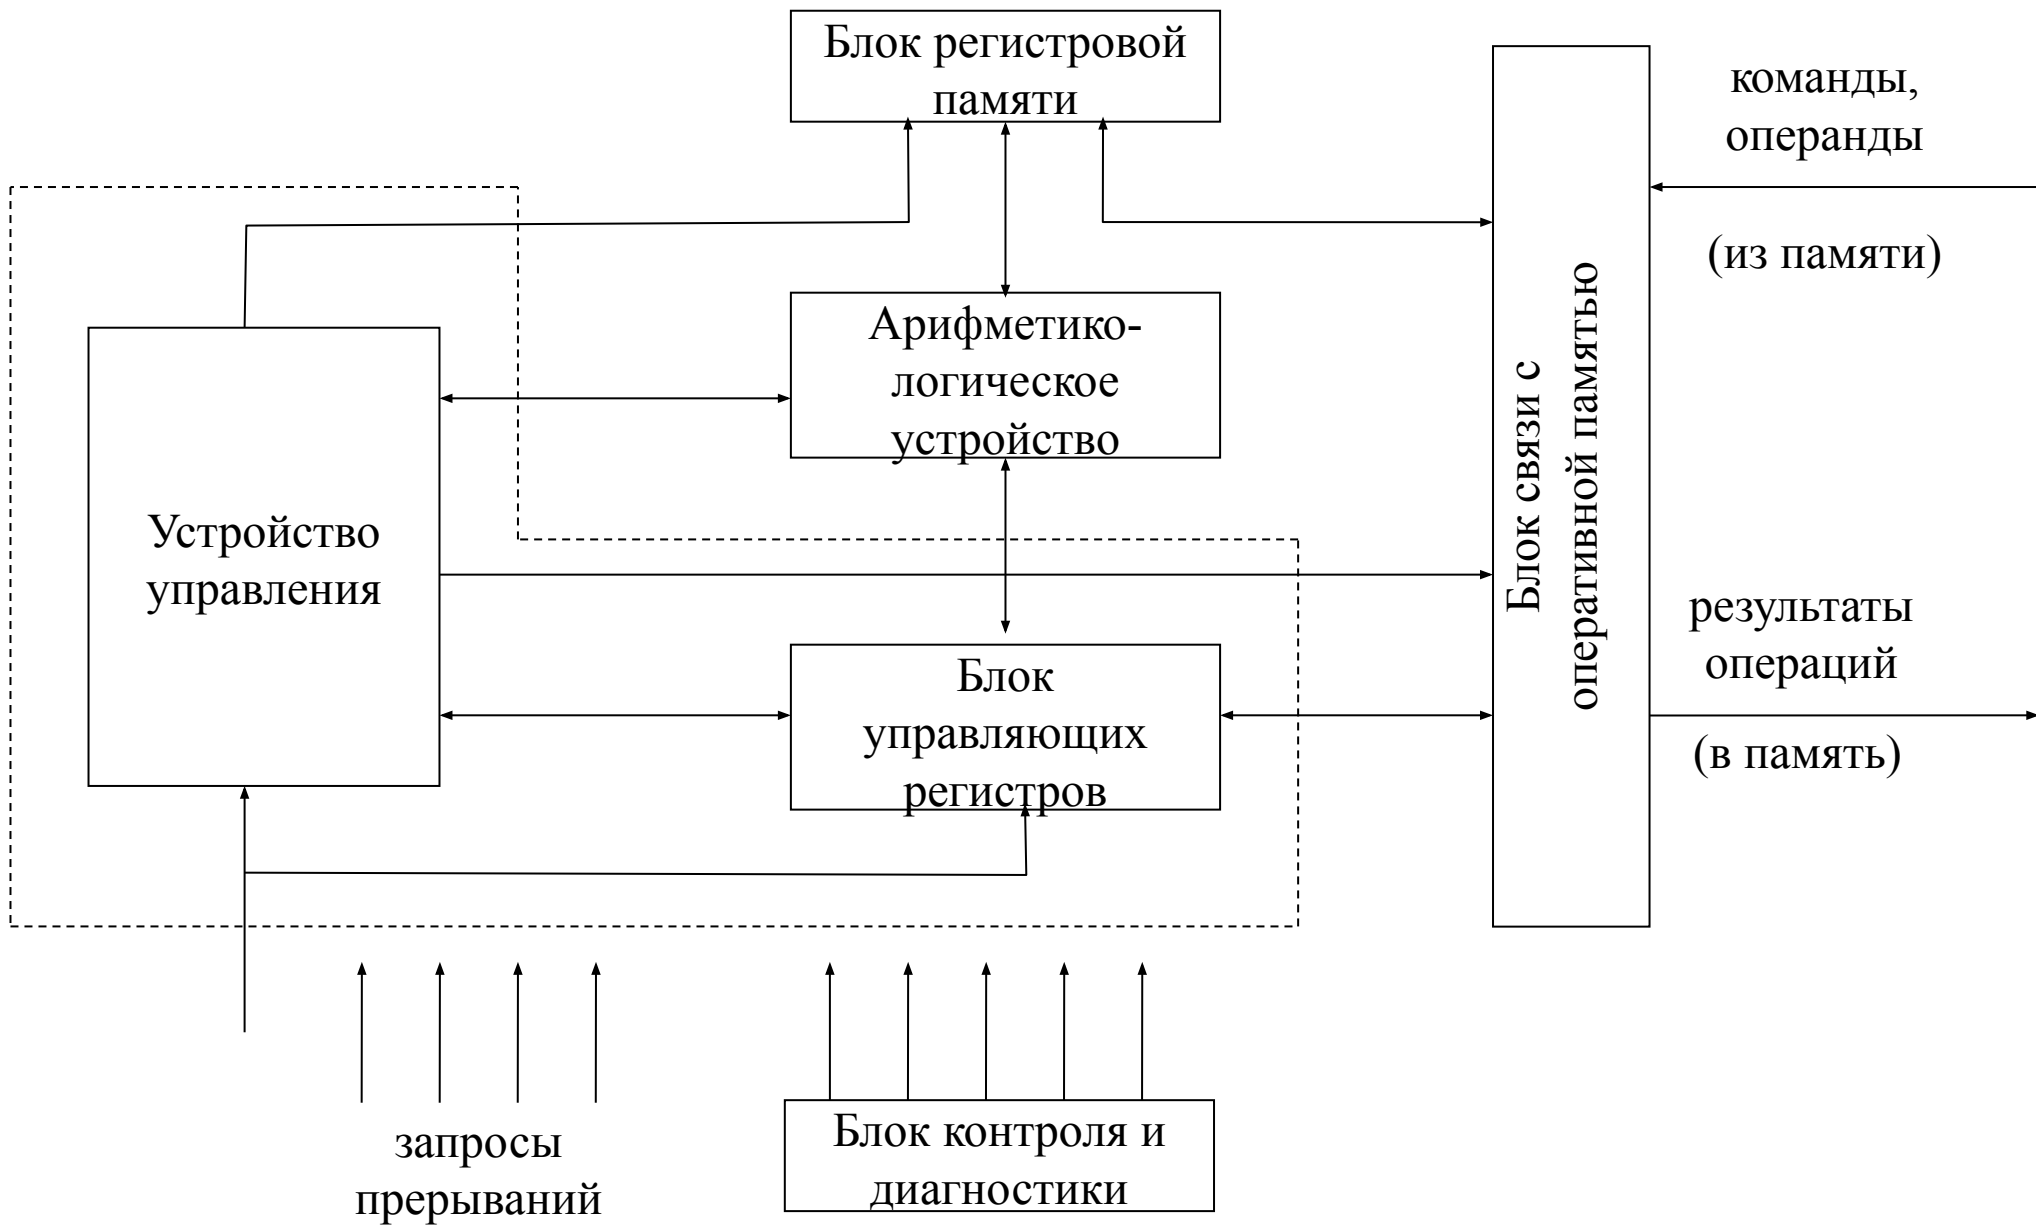 Блок регистровой
памяти
команды,
операнды
(из памяти)
Арифметико-
логическое
устройство
Устройство
управления
Блок связи с
оперативной памятью
результаты
операций
(в память)
Блок
управляющих
регистров
запросы
прерываний
Блок контроля и
диагностики